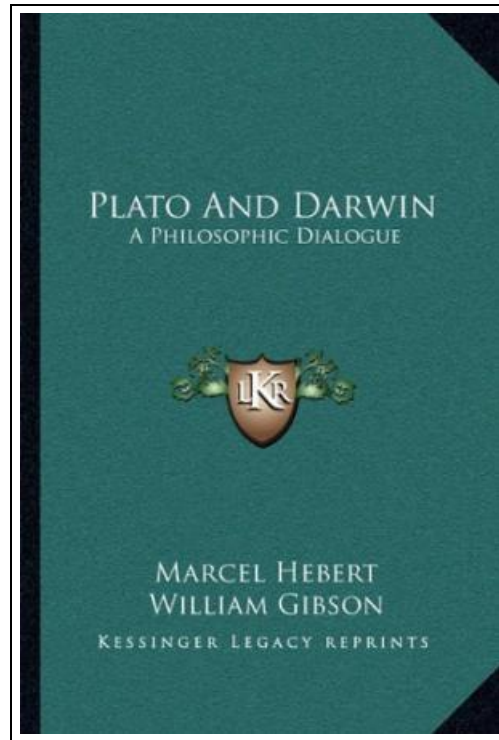 PLATO AND DARWIN
A PHILOSOPHIC DIALOGUE
LKR
MARCEL HEBERT
WILLIAM GIBSON
KESSINGER LEGACY REPRINTS